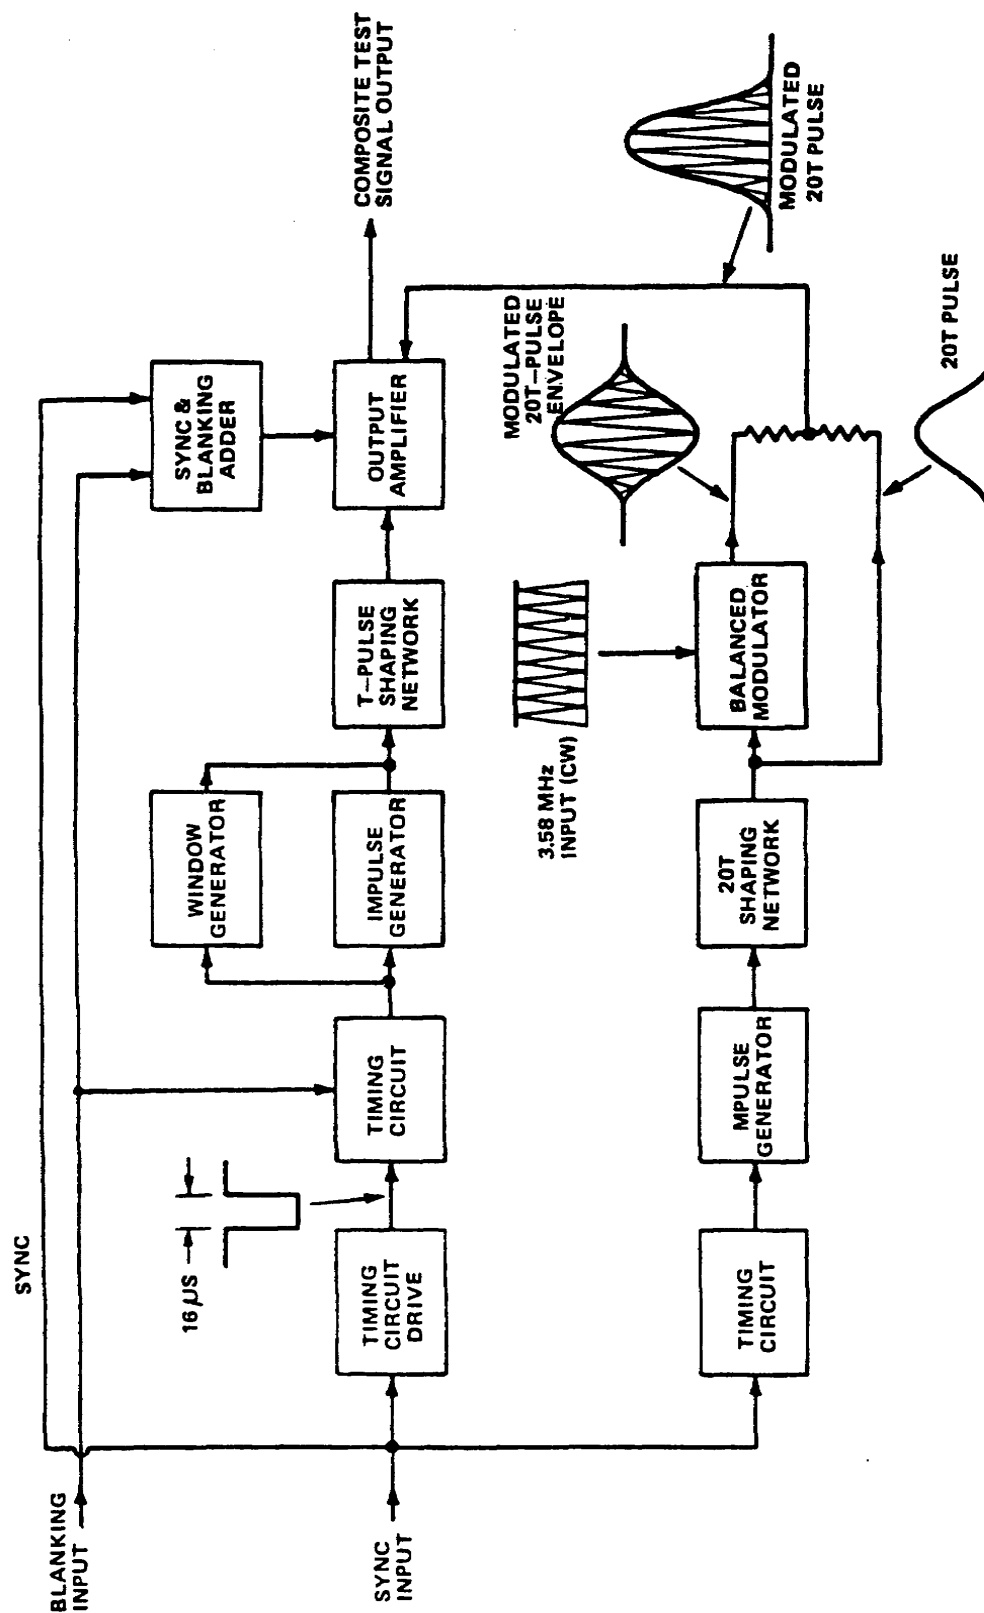 BLANKING
INPUT
SYNC
SYNC
INPUT
16 μS
TIMING
CIRCUIT
DRIVE
TIMING
CIRCUIT
WINDOW
GENERATOR
IMPULSE
GENERATOR
T-PULSE
SHAPING
NETWORK
SYNC &
BLANKING
ADDER
OUTPUT
AMPLIFIER
COMPOSITE TEST
SIGNAL OUTPUT
TIMING
CIRCUIT
MPULSE
GENERATOR
20T
SHAPING
NETWORK
3.58 MHz
INPUT (CW)
BALANCED
MODULATOR
MODULATED
20T-PULSE
ENVELOPE
MODULATED
20T PULSE
20T PULSE